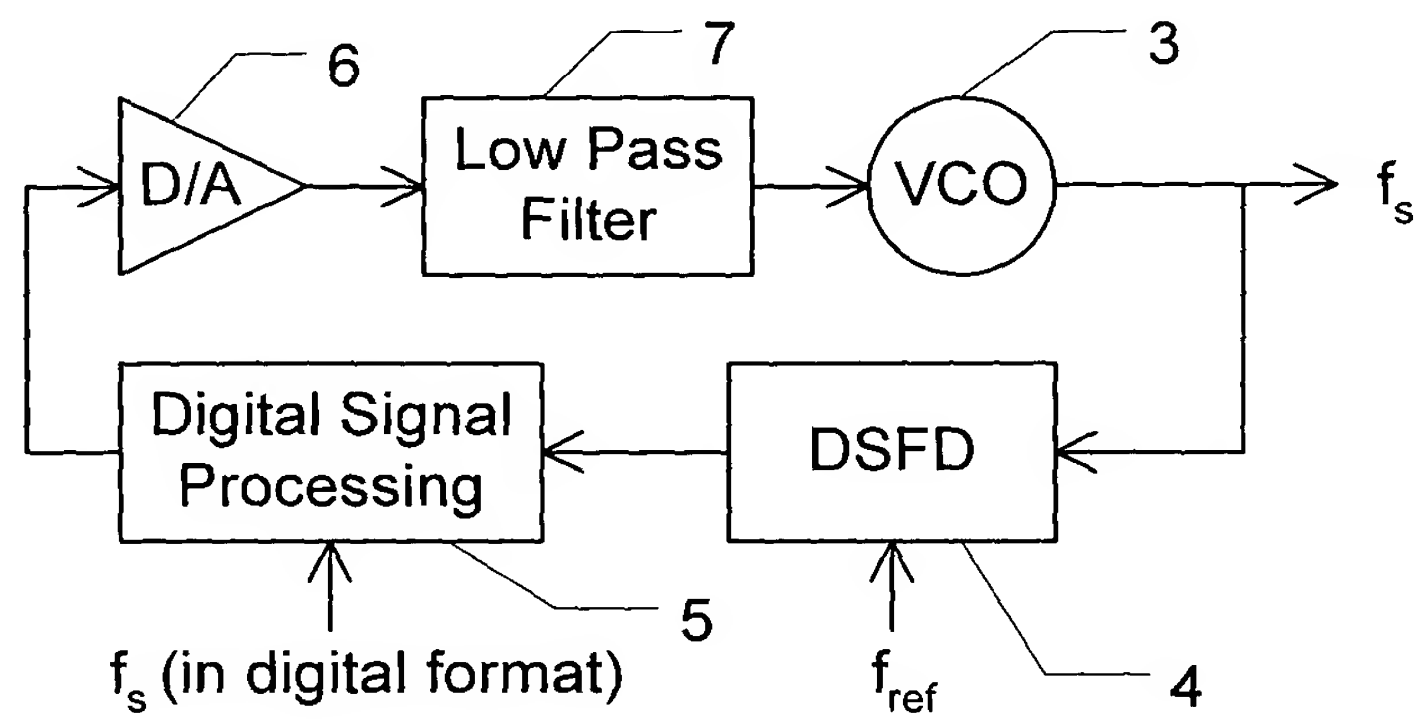 6
7
3
D/A
Low Pass
Filter
VCO
fs
Digital Signal
Processing
DSFD
5
4
fs (in digital format)
fref